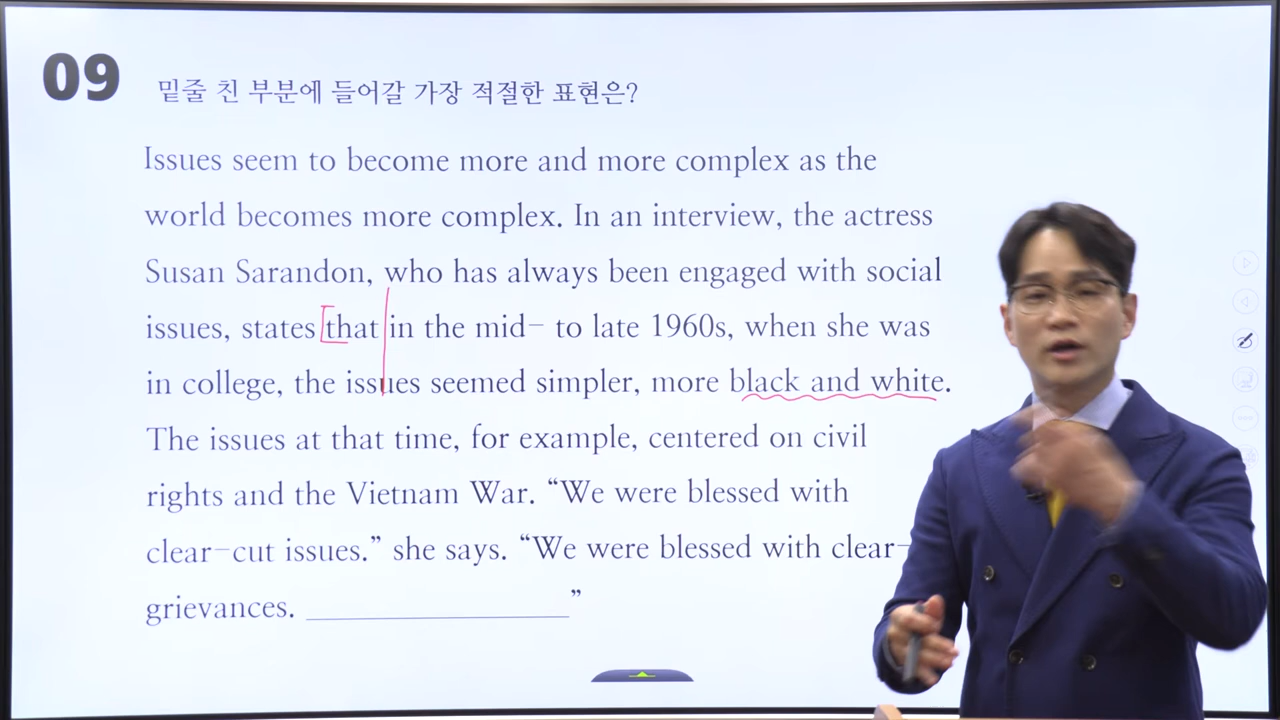 09
밑줄 친 부분에 들어갈 가장 적절한 표현은?
Issues seem to become more and more complex as the
world becomes more complex. In an interview, the actress
Susan Sarandon, who has always been engaged with social
issues, states that in the mid- to late 1960s, when she was
in college, the issues seemed simpler, more black and white.
The issues at that time, for example, centered on civil
rights and the Vietnam War. “We were blessed with
clear-cut issues.” she says. “We were blessed with clear-
grievances. ____________”